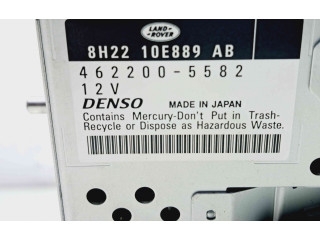 LAND-
ROVER
8H22 10E889 AB
462200-5582
12V
DENSO MADE IN JAPAN
Contains Mercury-Don't Put in Trash-
Recycle or Dispose as Hazardous Waste.